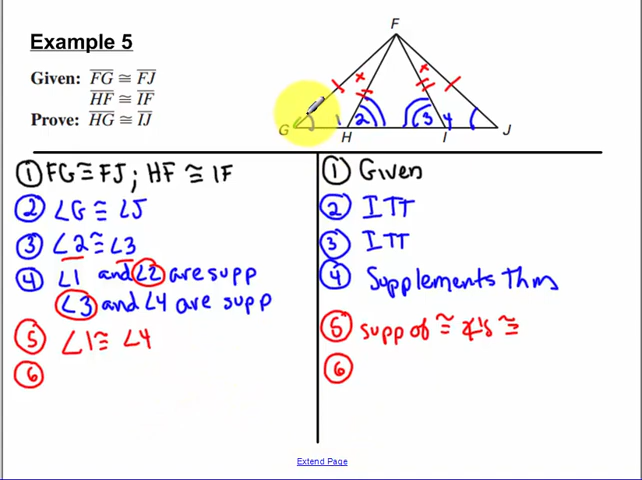 Example 5
Given: FG ≅ FJ
HF ≅ IF
Prove: HG ≅ IJ
F
G
H
I
J
1
2
3
4
x
x
① FG ≅ FJ ; HF ≅ IF
① Given
② ∠G ≅ ∠J
② ITT
③ ∠2 ≅ ∠3
③ ITT
④ ∠1 and ∠2 are supp
∠3 and ∠4 are supp
④ Supplements Thm
⑤ ∠1 ≅ ∠4
⑤ supp of ≅ ∠'s ≅
⑥
⑥
Extend Page